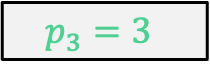 p₃ = 3